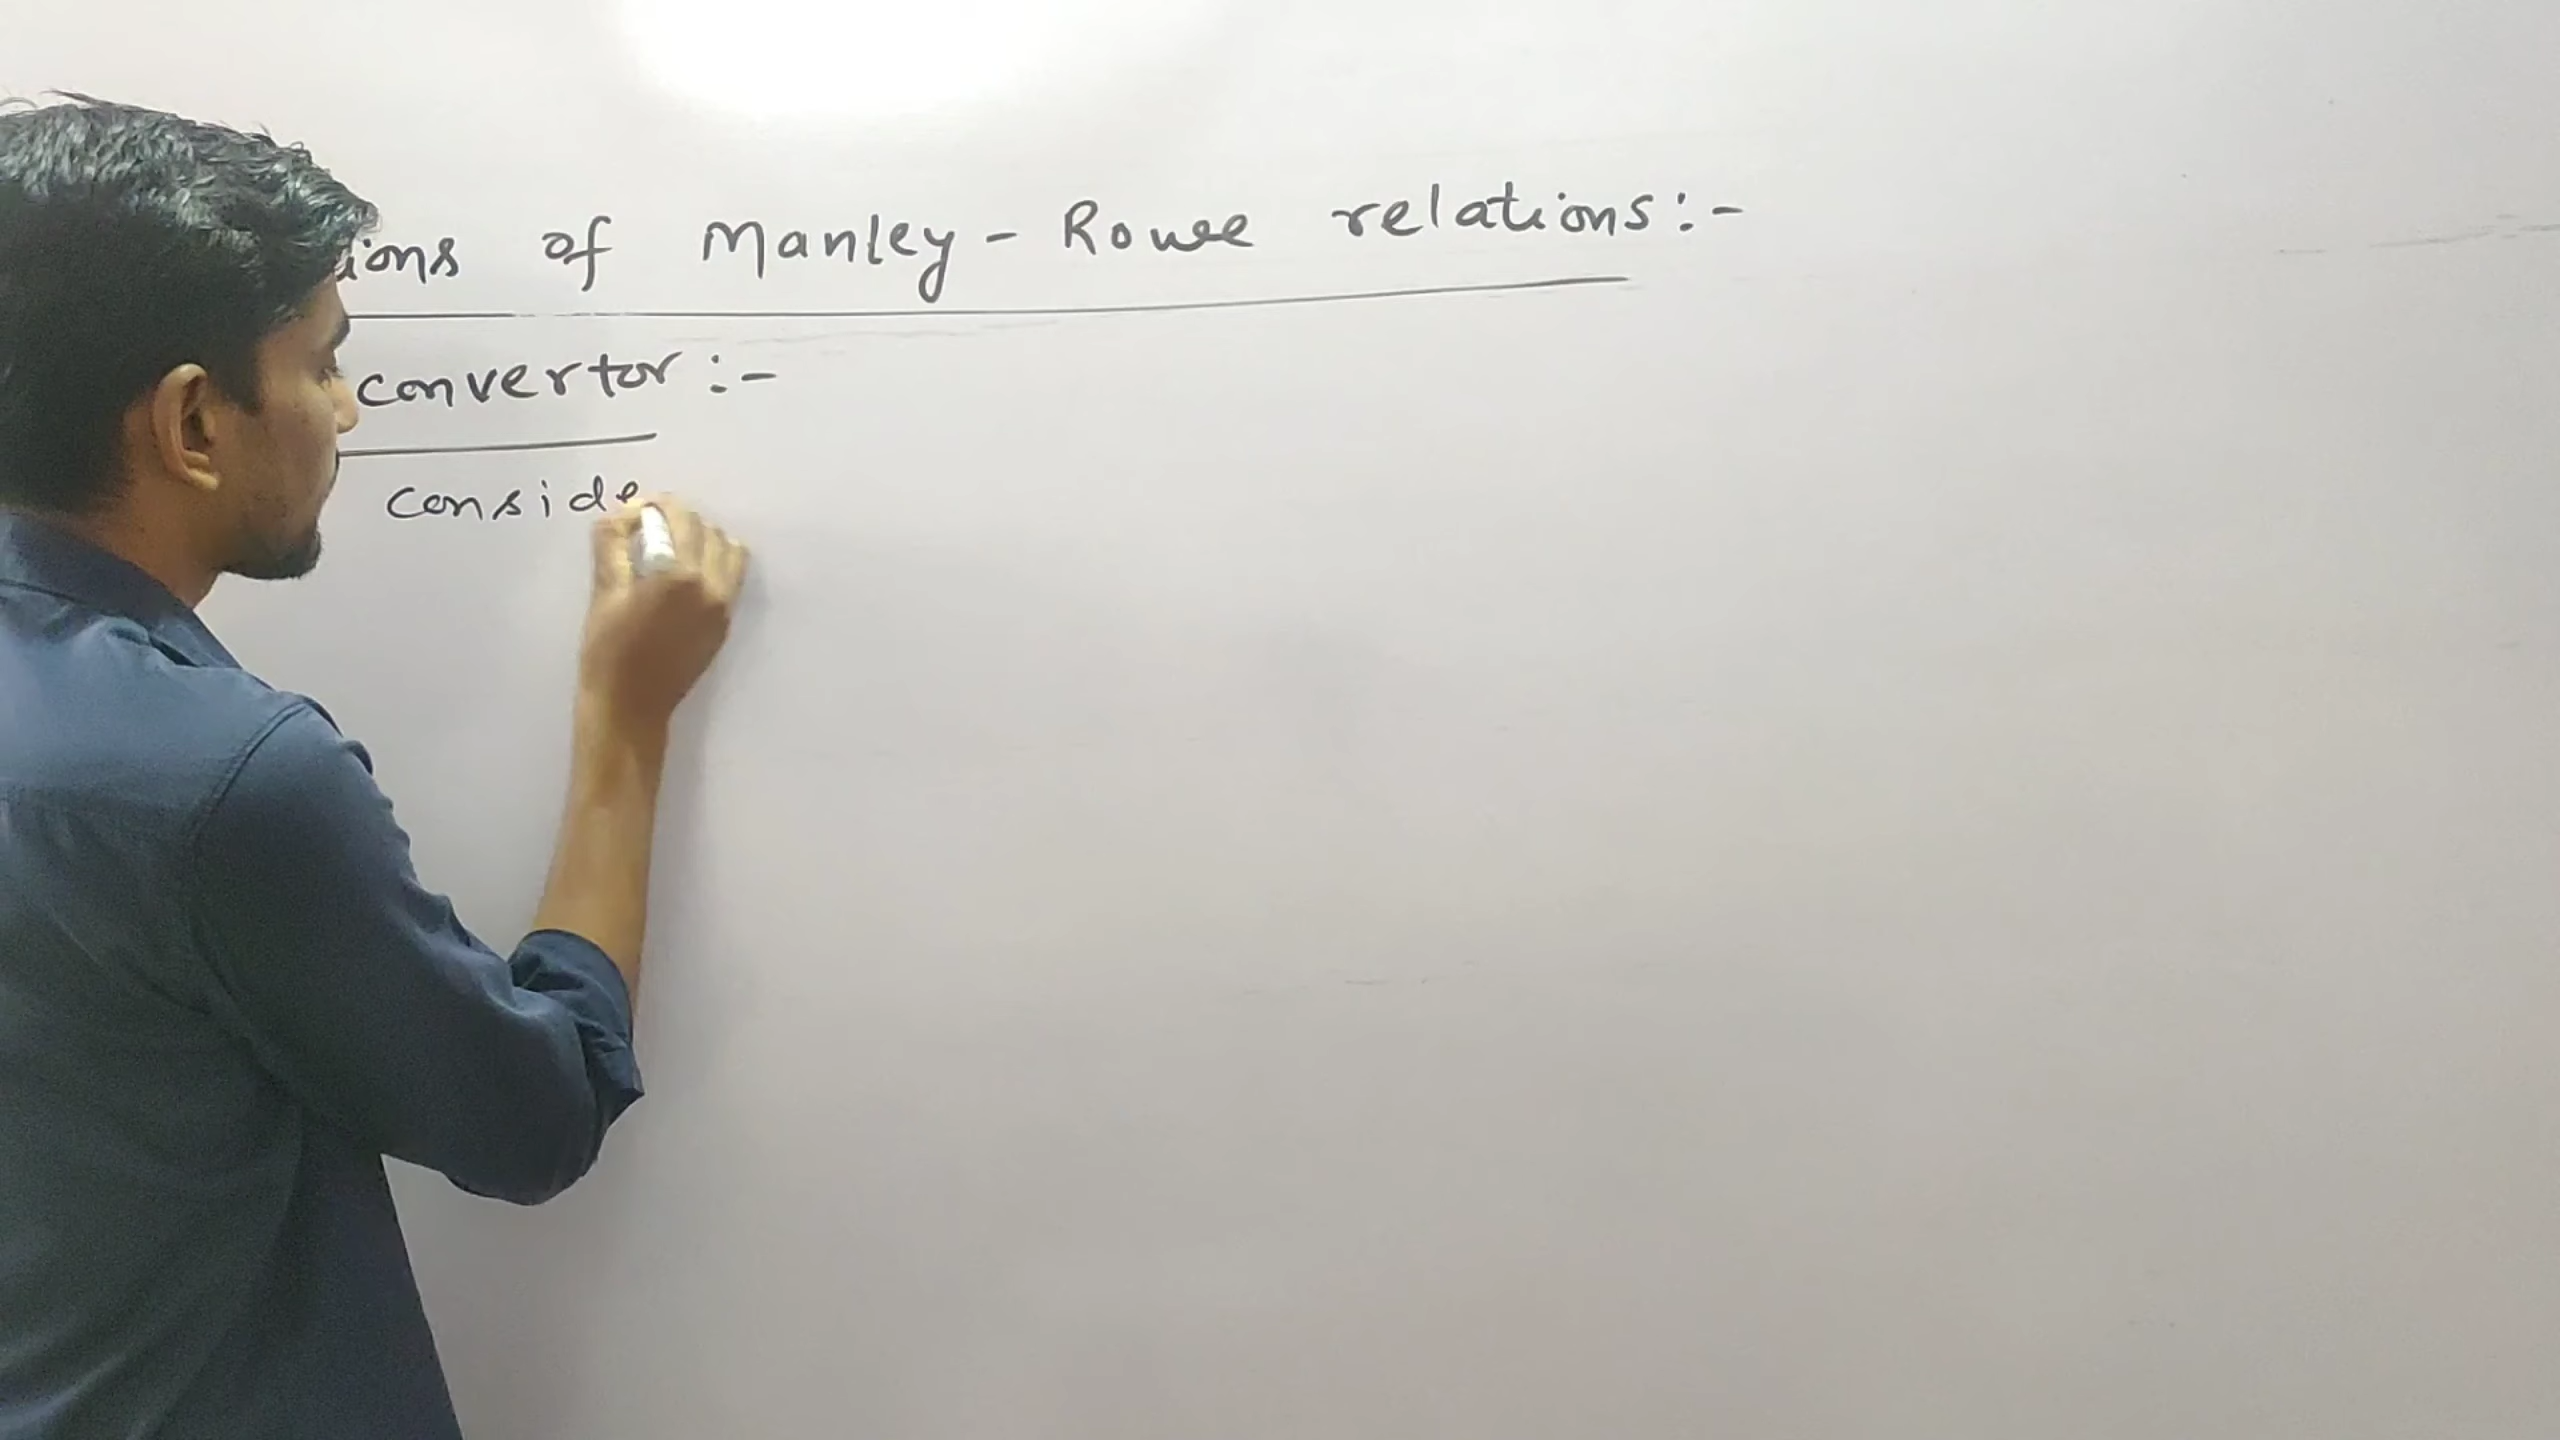 ions of Manley - Rowe relations :-
convertor :-
conside